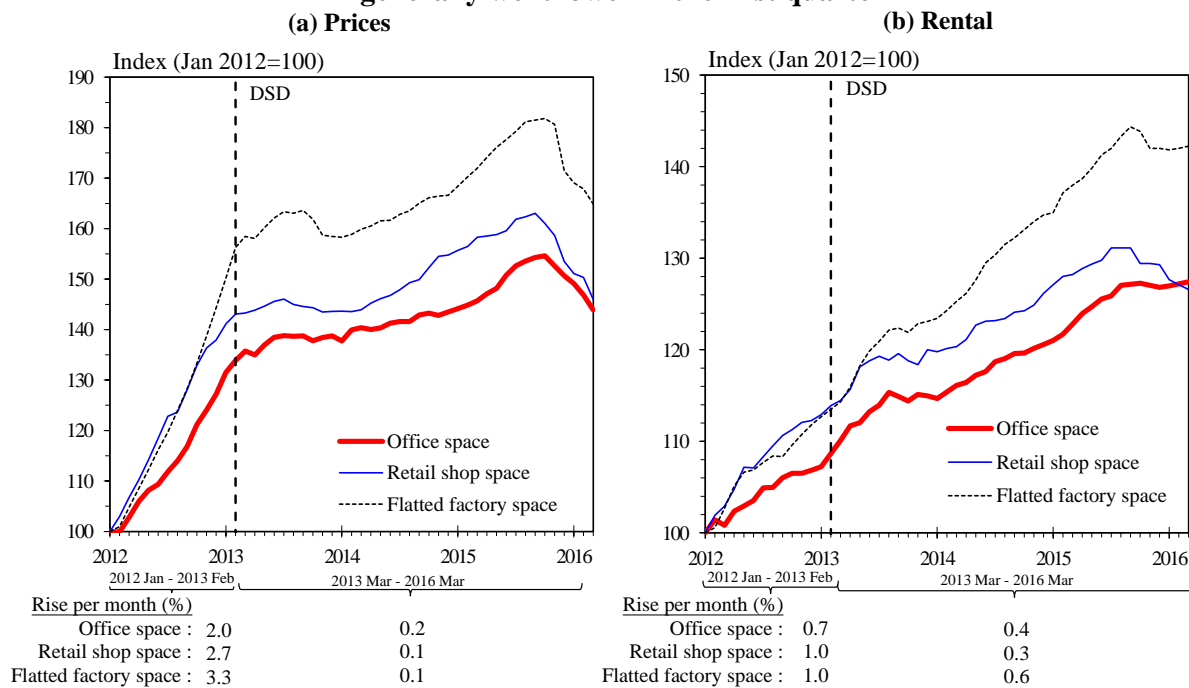 (a) Prices
Index (Jan 2012=100)
190
180
170
160
150
140
130
120
110
100
DSD
Office space
Retail shop space
Flatted factory space
2012 2013 2014 2015 2016
2012 Jan - 2013 Feb 2013 Mar - 2016 Mar
Rise per month (%)
Office space : 2.0 0.2
Retail shop space : 2.7 0.1
Flatted factory space : 3.3 0.1
(b) Rental
Index (Jan 2012=100)
150
140
130
120
110
100
DSD
Office space
Retail shop space
Flatted factory space
2012 2013 2014 2015 2016
2012 Jan - 2013 Feb 2013 Mar - 2016 Mar
Rise per month (%)
Office space : 0.7 0.4
Retail shop space : 1.0 0.3
Flatted factory space : 1.0 0.6